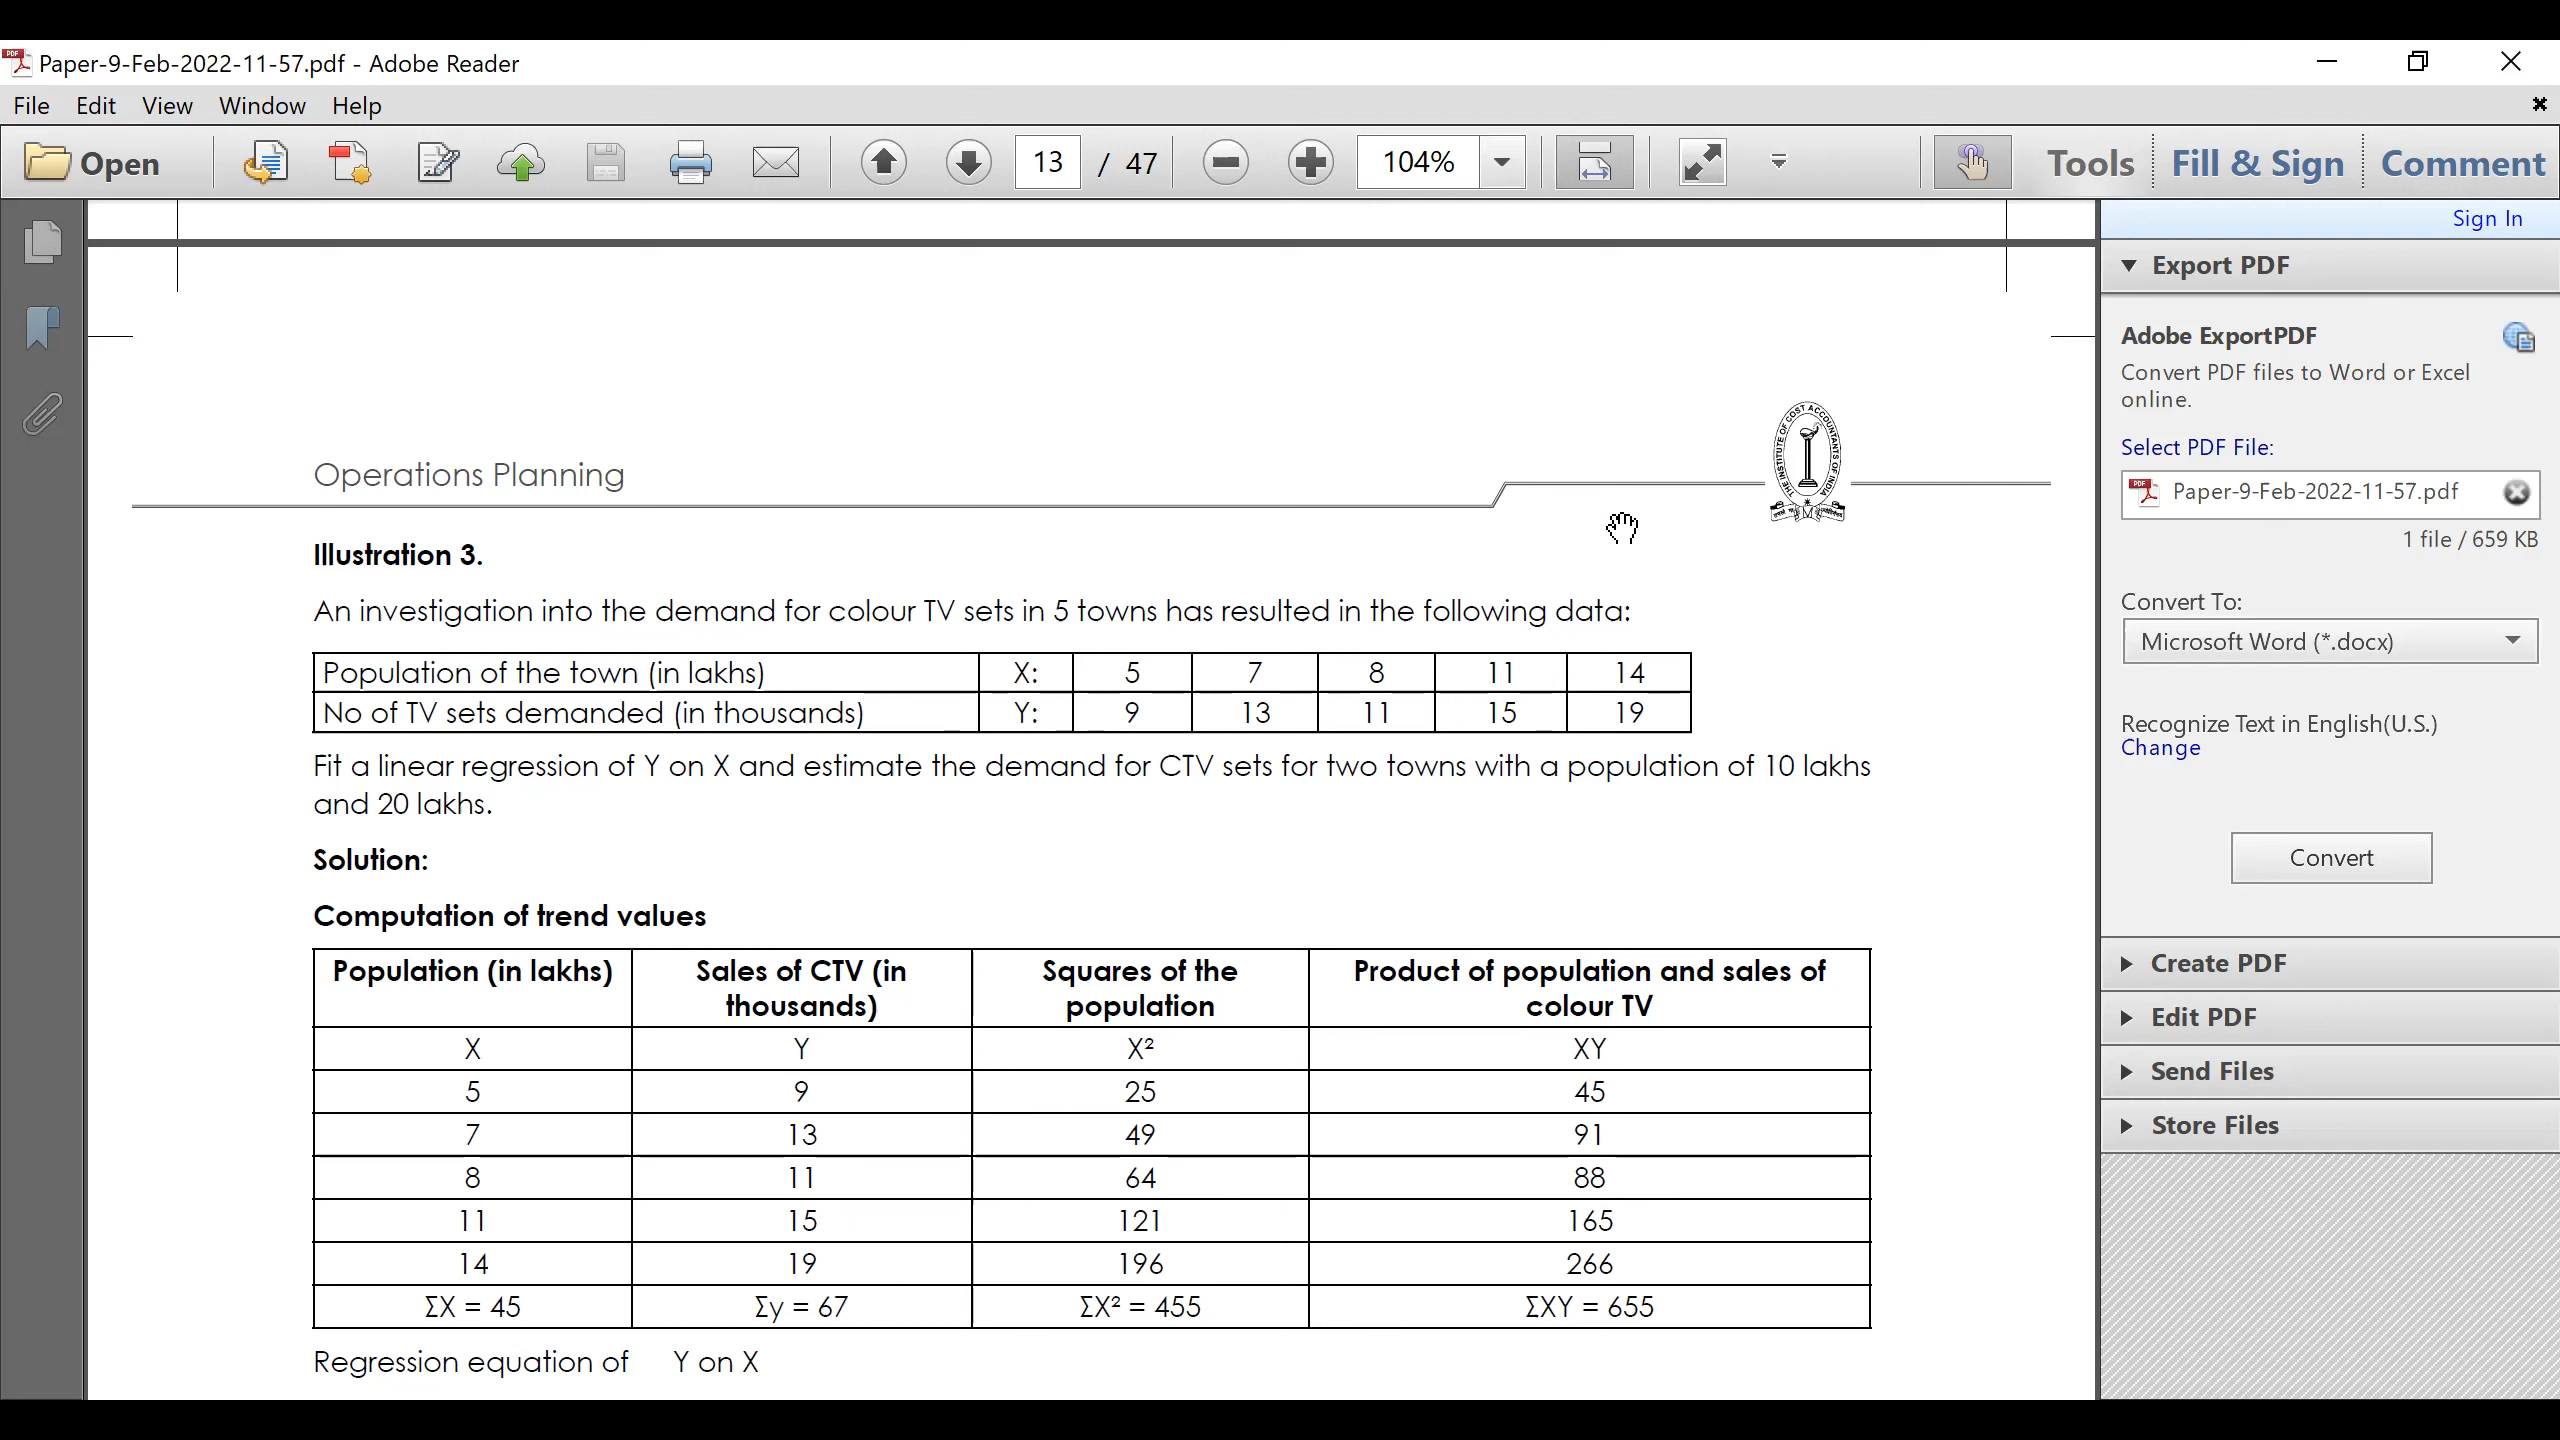 Paper-9-Feb-2022-11-57.pdf - Adobe Reader
File Edit View Window Help
Open 13 / 47 104% Tools Fill & Sign Comment
Sign In
Export PDF
Adobe ExportPDF
Convert PDF files to Word or Excel
online.
Select PDF File:
Paper-9-Feb-2022-11-57.pdf
1 file / 659 KB
Convert To:
Microsoft Word (*.docx)
Recognize Text in English(U.S.)
Change
Convert
Create PDF
Edit PDF
Send Files
Store Files
Operations Planning
THE INSTITUTE OF COST ACCOUNTANTS OF INDIA
Illustration 3.
An investigation into the demand for colour TV sets in 5 towns has resulted in the following data:
Population of the town (in lakhs) X: 5 7 8 11 14
No of TV sets demanded (in thousands) Y: 9 13 11 15 19
Fit a linear regression of Y on X and estimate the demand for CTV sets for two towns with a population of 10 lakhs
and 20 lakhs.
Solution:
Computation of trend values
Population (in lakhs) Sales of CTV (in thousands) Squares of the population Product of population and sales of colour TV
X Y X² XY
5 9 25 45
7 13 49 91
8 11 64 88
11 15 121 165
14 19 196 266
ΣX = 45 Σy = 67 ΣX² = 455 ΣXY = 655
Regression equation of Y on X